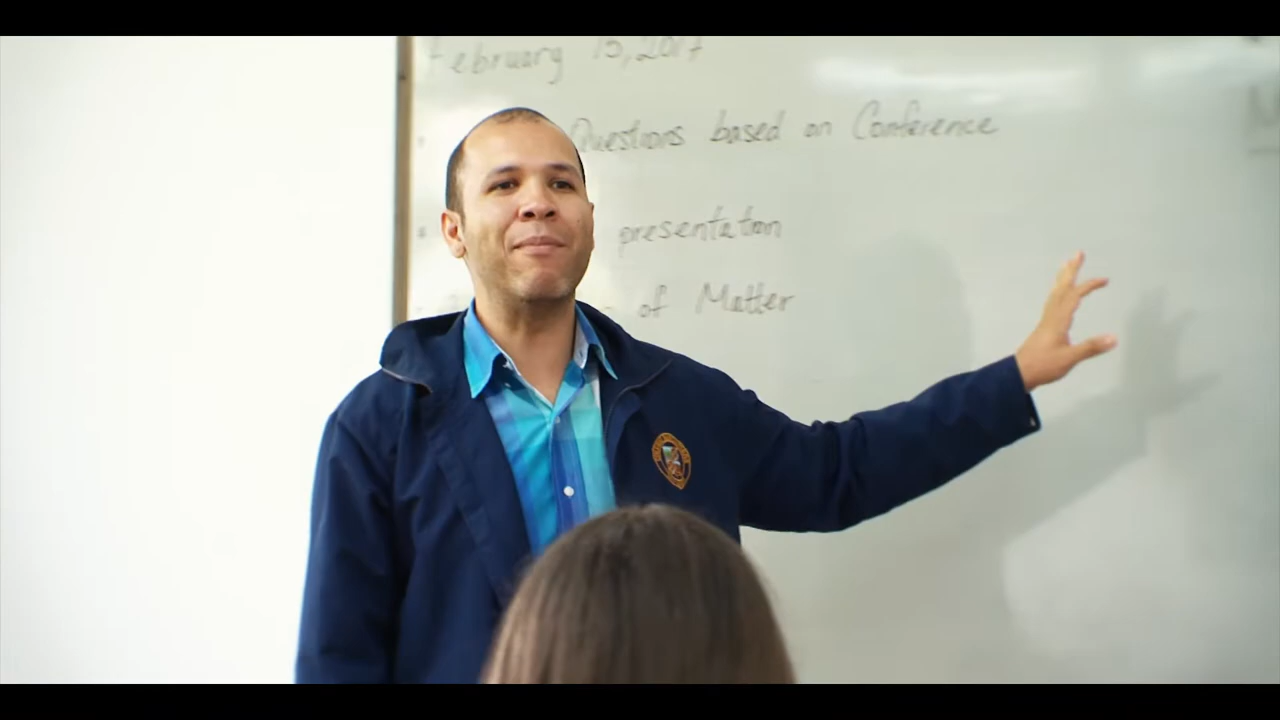 February 15, 2017
Questions based on Conference
presentation
of Matter